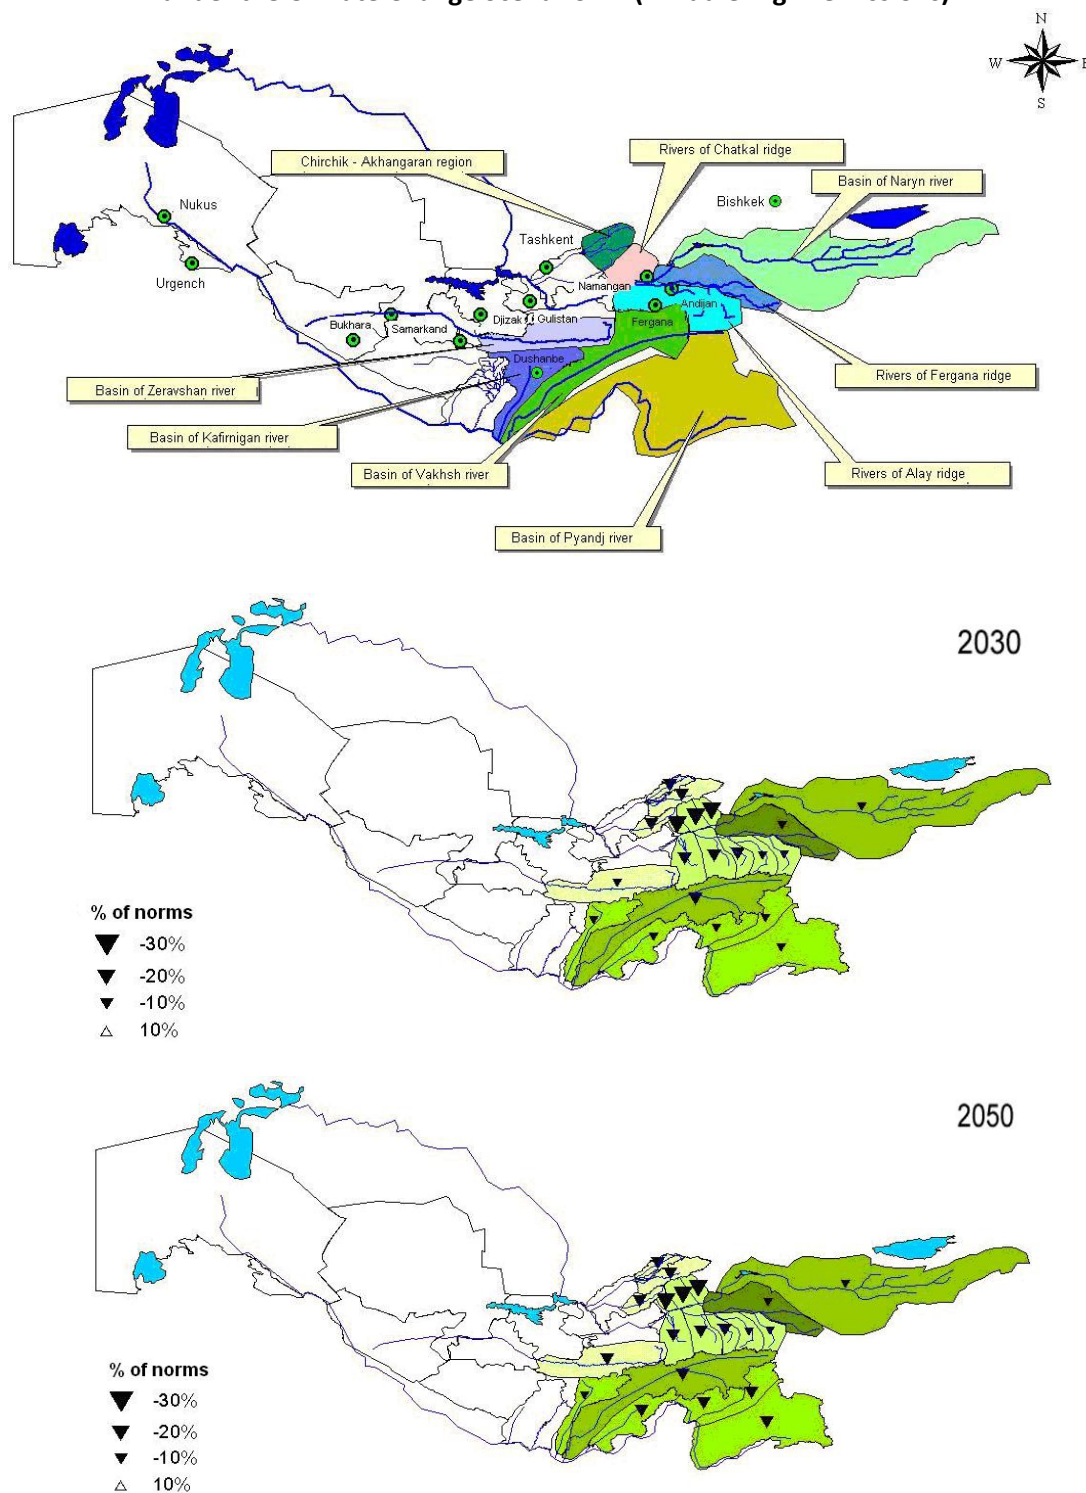 N
W
E
S
Chirchik - Akhangaran region
Rivers of Chatkal ridge
Basin of Naryn river
Bishkek
Nukus
Tashkent
Urgench
Namangan
Andijan
Bukhara
Samarkand
Djizak
Gulistan
Fergana
Dushanbe
Basin of Zeravshan river
Rivers of Fergana ridge
Basin of Kafirnigan river
Basin of Vakhsh river
Rivers of Alay ridge
Basin of Pyandj river
2030
% of norms
-30%
-20%
-10%
10%
2050
% of norms
-30%
-20%
-10%
10%